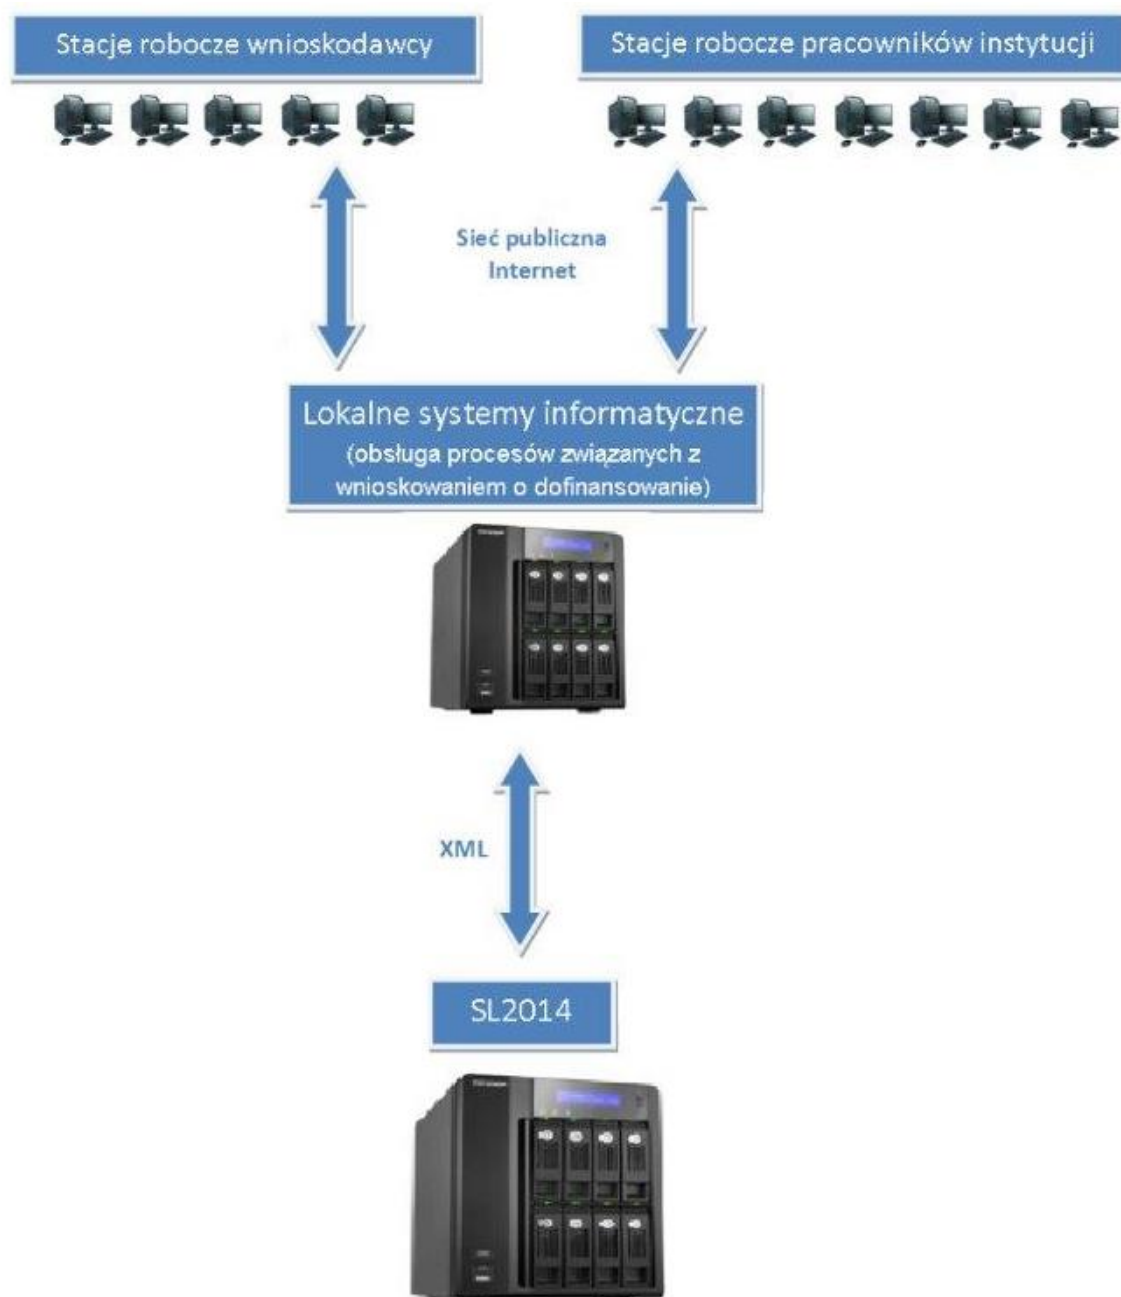 Stacje robocze wnioskodawcy
Stacje robocze pracowników instytucji
Sieć publiczna
Internet
Lokalne systemy informatyczne
(obsługa procesów związanych z
wnioskowaniem o dofinansowanie)
XML
SL2014